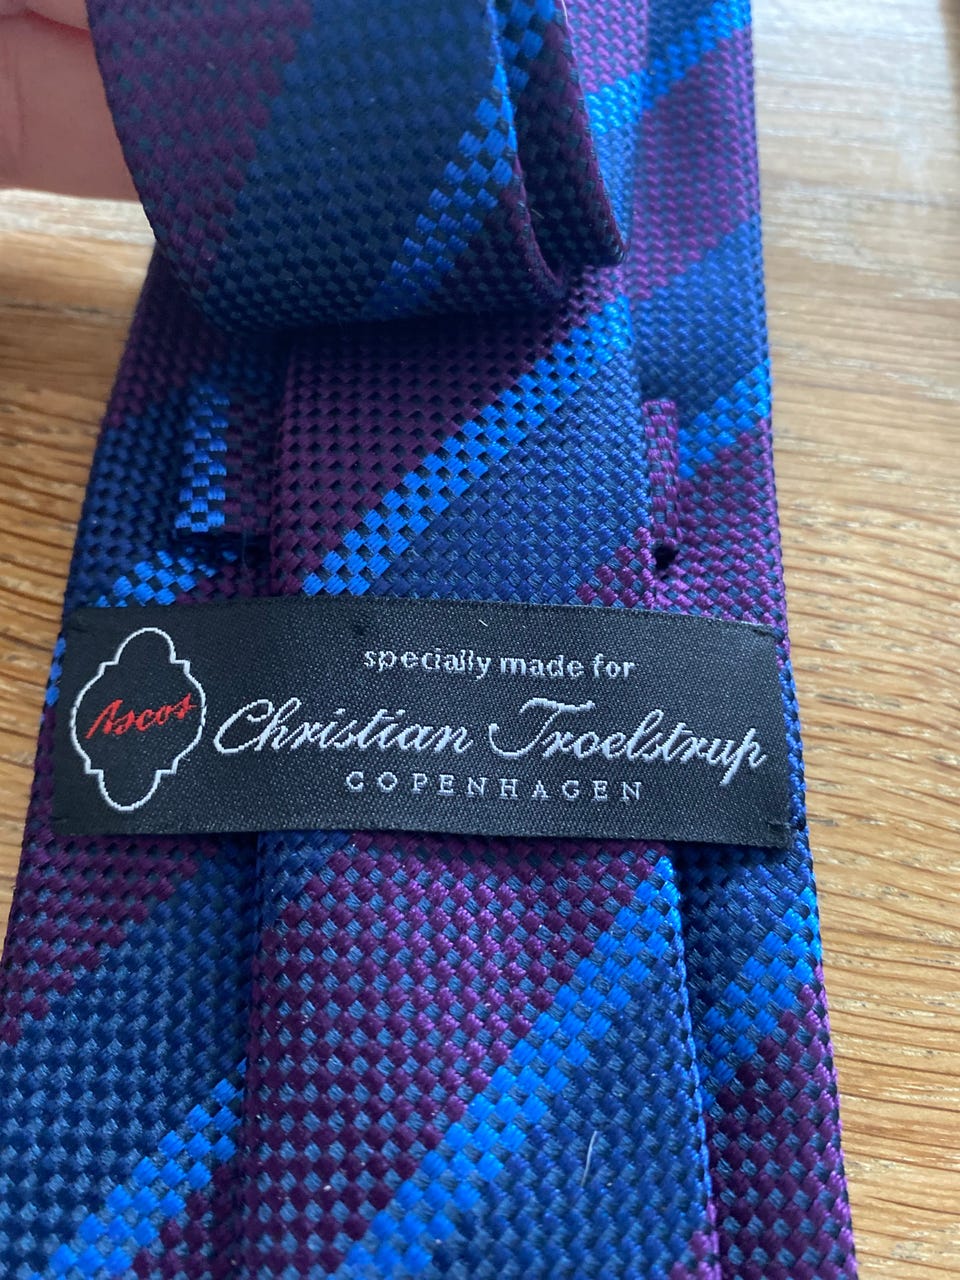 specially made for
Ascot
Christian Troelstrup
COPENHAGEN